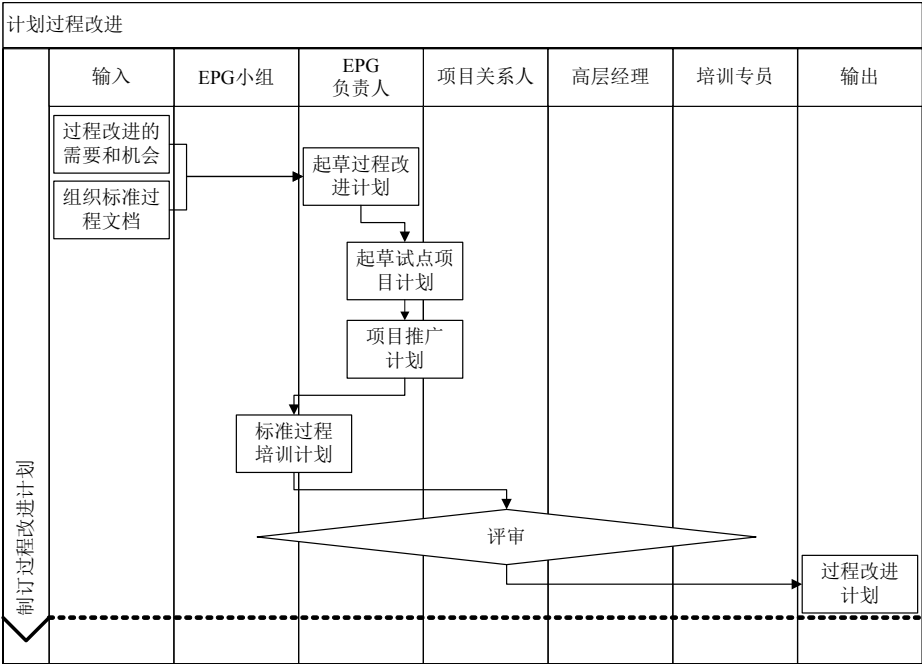 计划过程改进
输入
EPG小组
EPG
负责人
项目关系人
高层经理
培训专员
输出
过程改进的
需要和机会
组织标准过
程文档
起草过程改
进计划
起草试点项
目计划
项目推广
计划
标准过程
培训计划
评审
过程改进
计划
制订过程改进计划